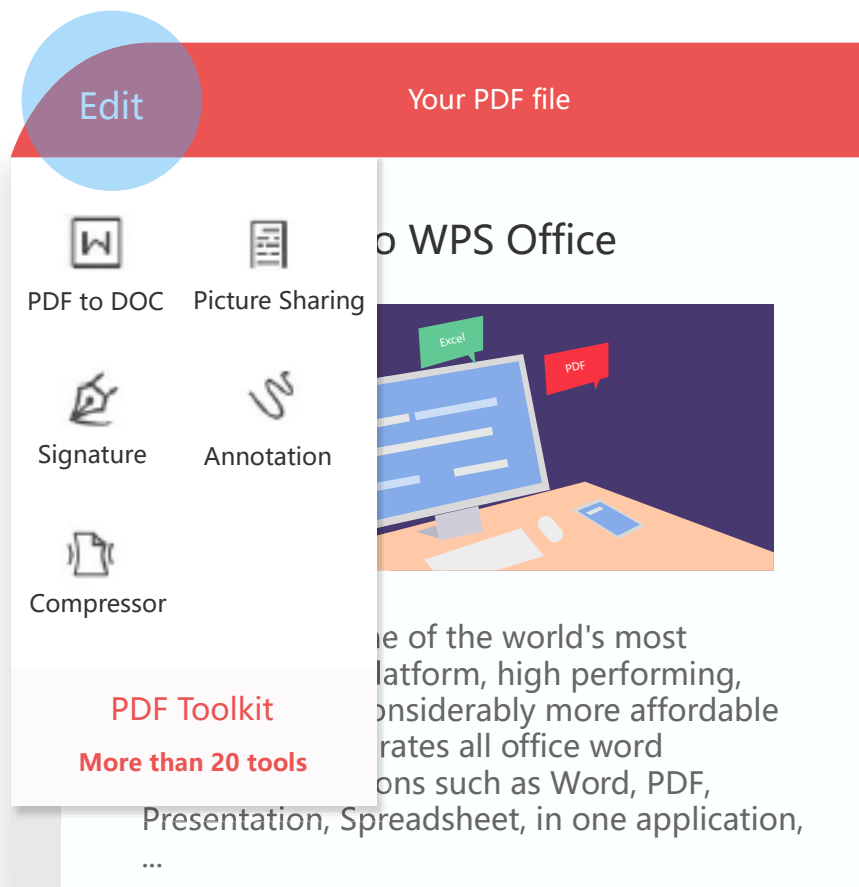 Edit
Your PDF file
o WPS Office
PDF to DOC
Picture Sharing
Excel
PDF
Signature
Annotation
Compressor
e of the world's most
latform, high performing,
onsiderably more affordable
rates all office word
ons such as Word, PDF,
Presentation, Spreadsheet, in one application,
...
PDF Toolkit
More than 20 tools